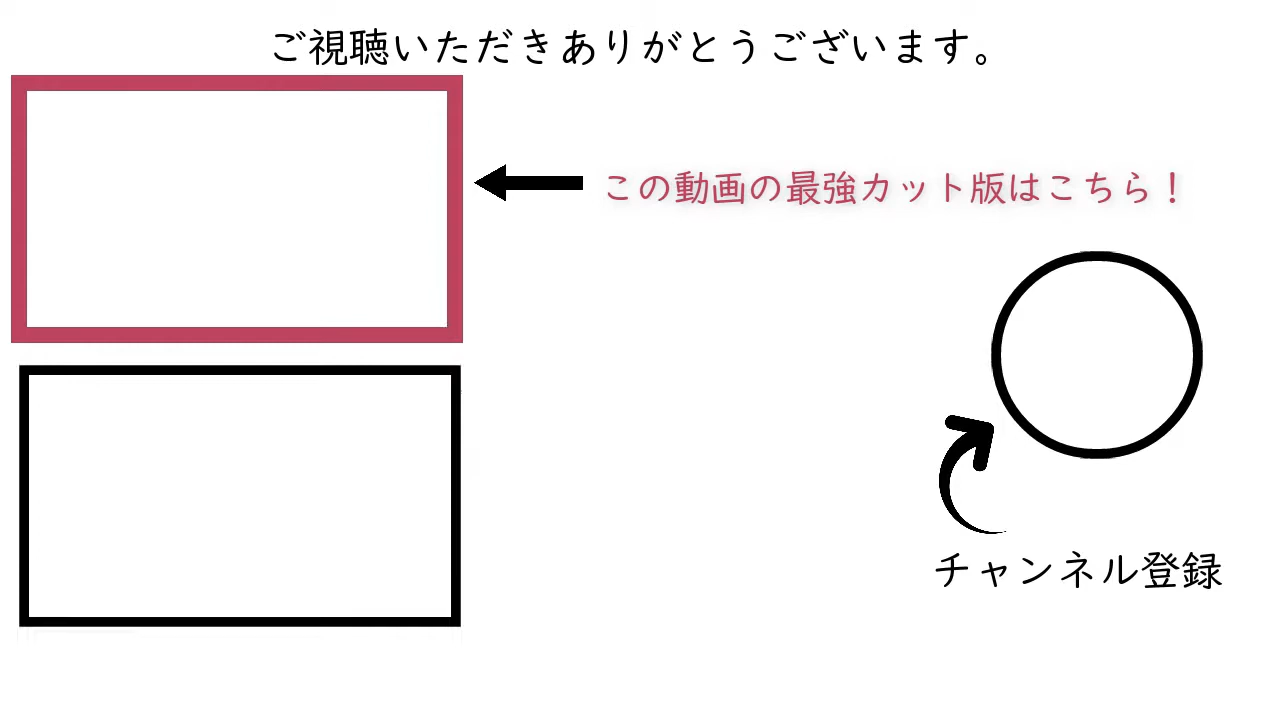 ご視聴いただきありがとうございます。
この動画の最強カット版はこちら！
チャンネル登録